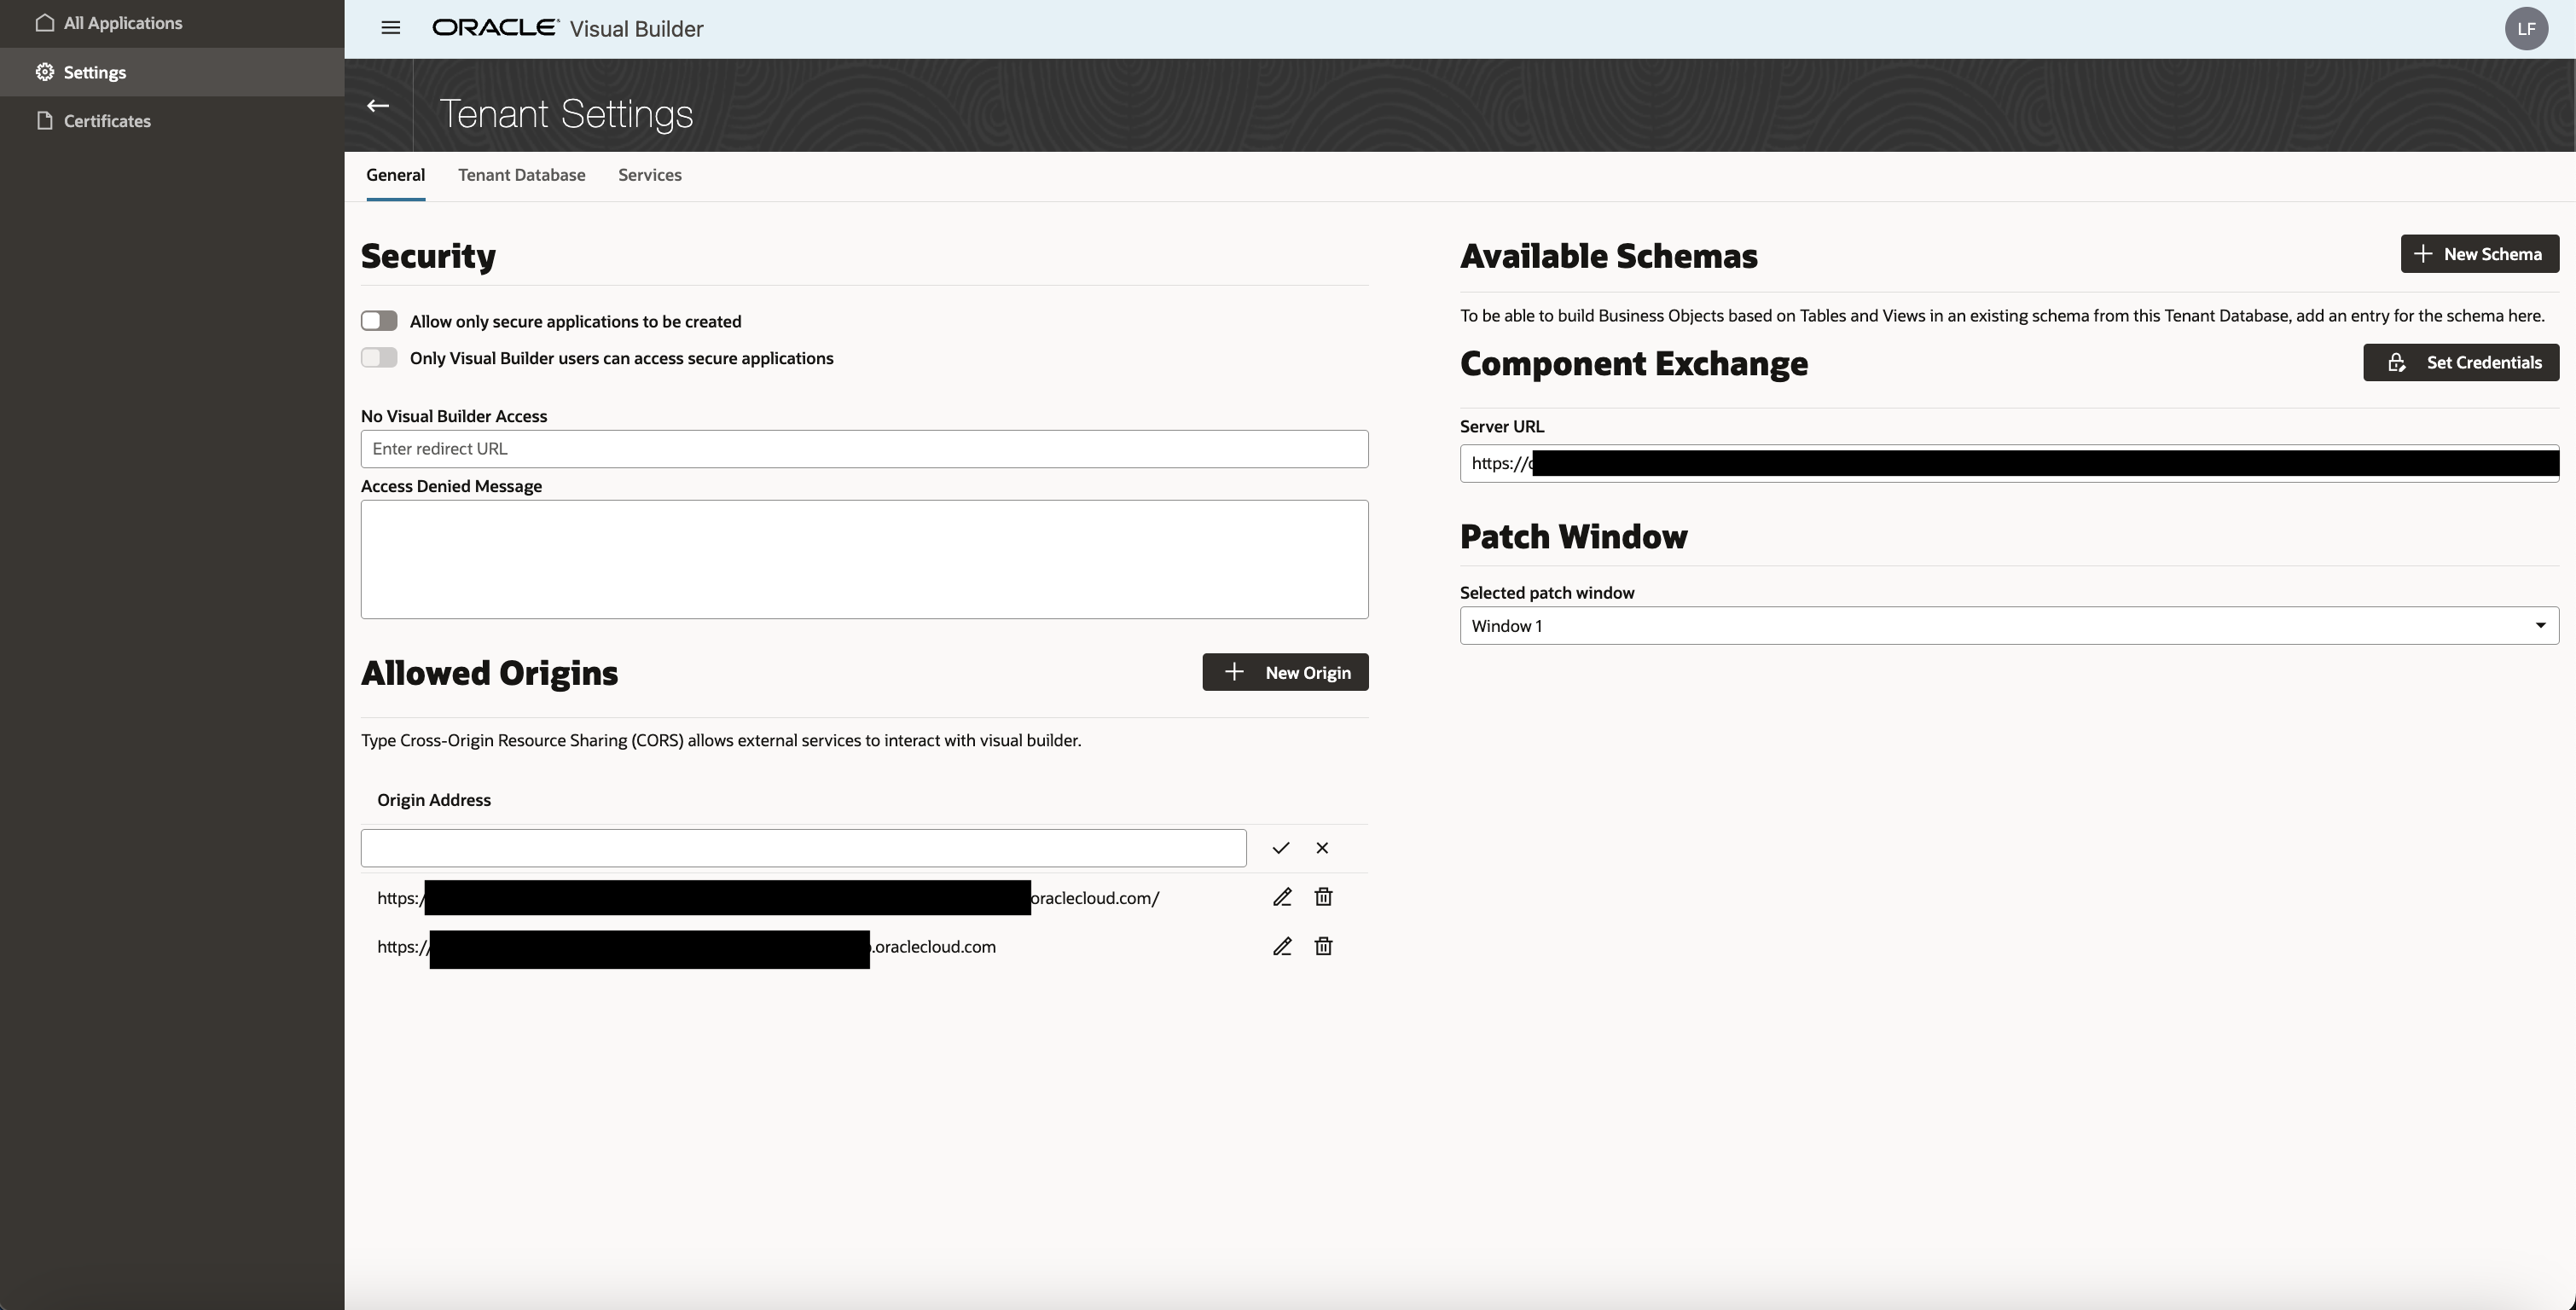 All Applications
Settings
Certificates
ORACLE Visual Builder
LF
Tenant Settings
General
Tenant Database
Services
Security
Allow only secure applications to be created
Only Visual Builder users can access secure applications
No Visual Builder Access
Enter redirect URL
Access Denied Message
Allowed Origins
New Origin
Type Cross-Origin Resource Sharing (CORS) allows external services to interact with visual builder.
Origin Address
https:/ oraclecloud.com/
https:// .oraclecloud.com
Available Schemas
New Schema
To be able to build Business Objects based on Tables and Views in an existing schema from this Tenant Database, add an entry for the schema here.
Component Exchange
Set Credentials
Server URL
https://
Patch Window
Selected patch window
Window 1